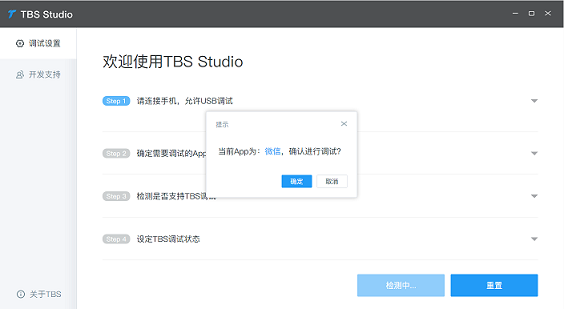 TBS Studio
调试设置
开发支持
关于TBS
欢迎使用TBS Studio
Step 1 请连接手机，允许USB调试
Step 2 确定需要调试的App
Step 3 检测是否支持TBS调试
Step 4 设定TBS调试状态
提示
当前App为：微信，确认进行调试?
确定 取消
检测中... 重置